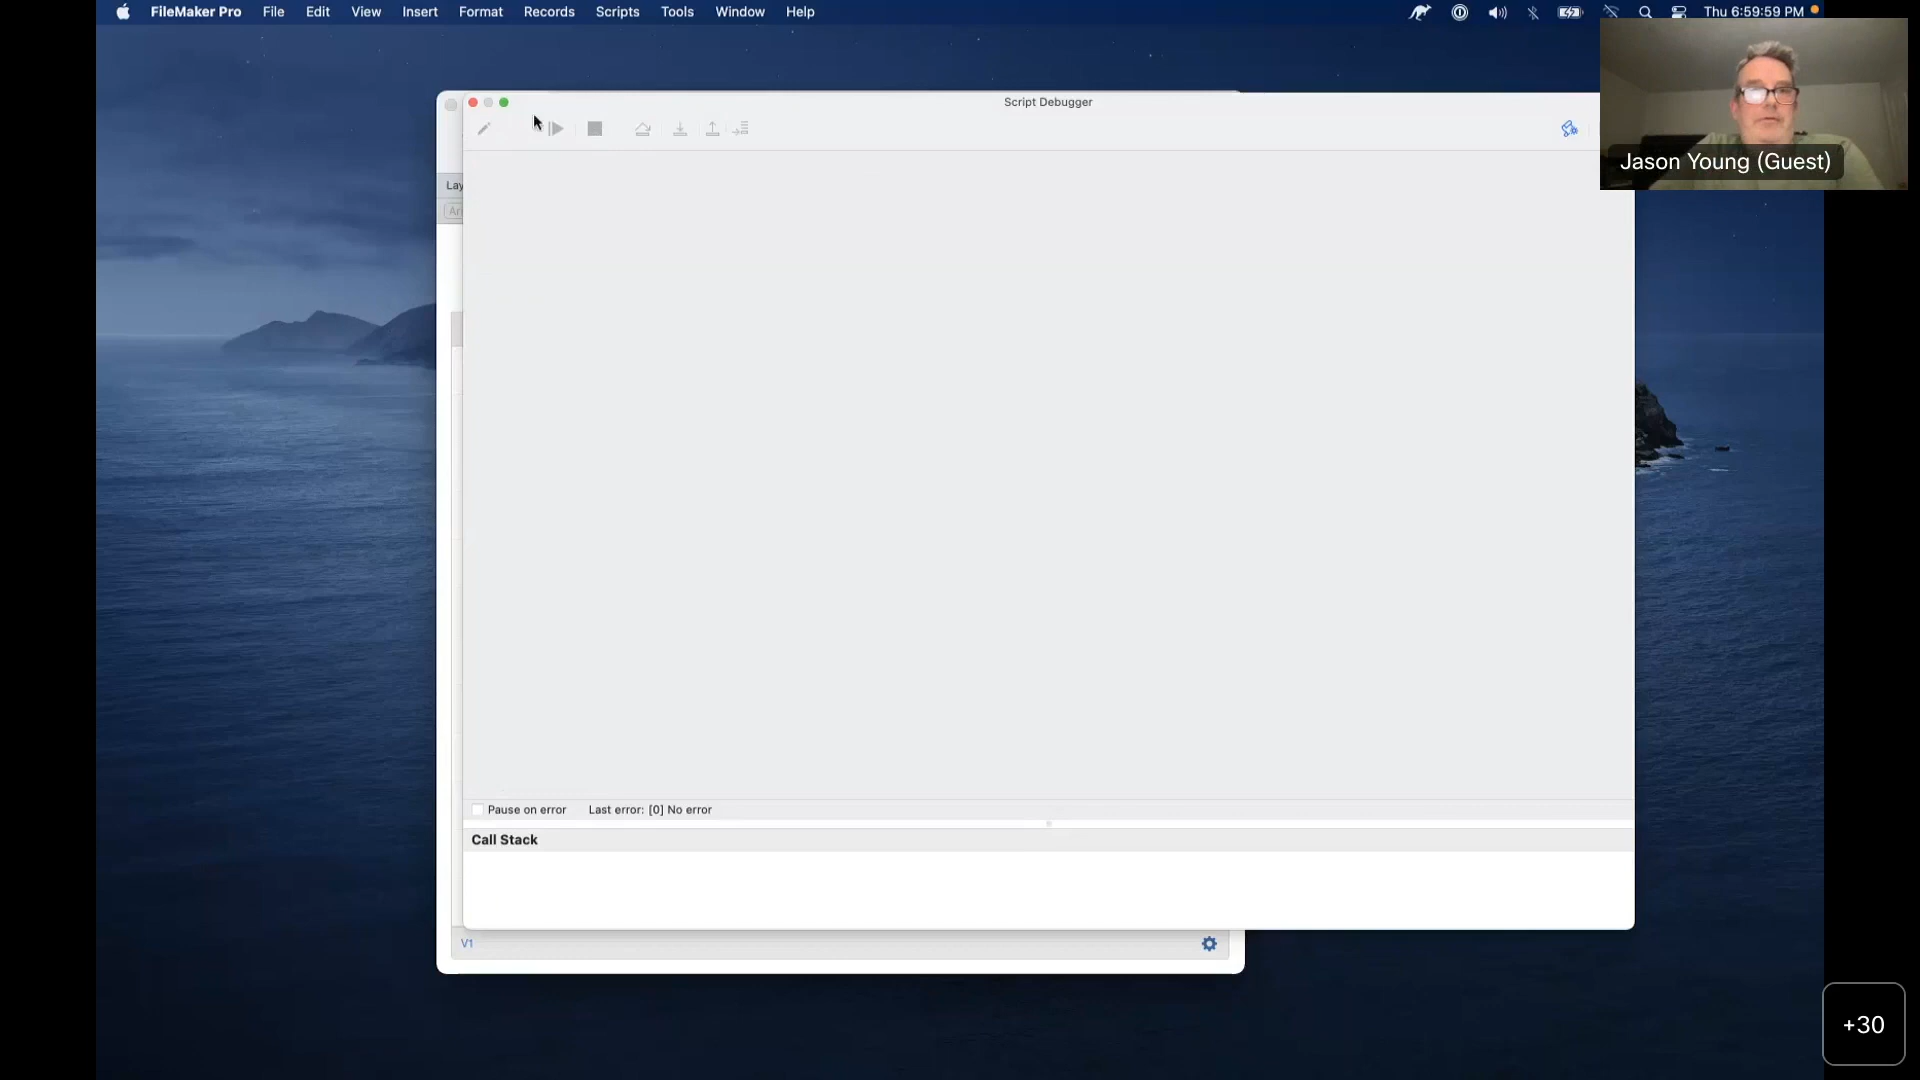 FileMaker Pro File Edit View Insert Format Records Scripts Tools Window Help Thu 6:59:59 PM
Script Debugger
Jason Young (Guest)
Lay
Ar
Pause on error Last error: [0] No error
Call Stack
V1
+30